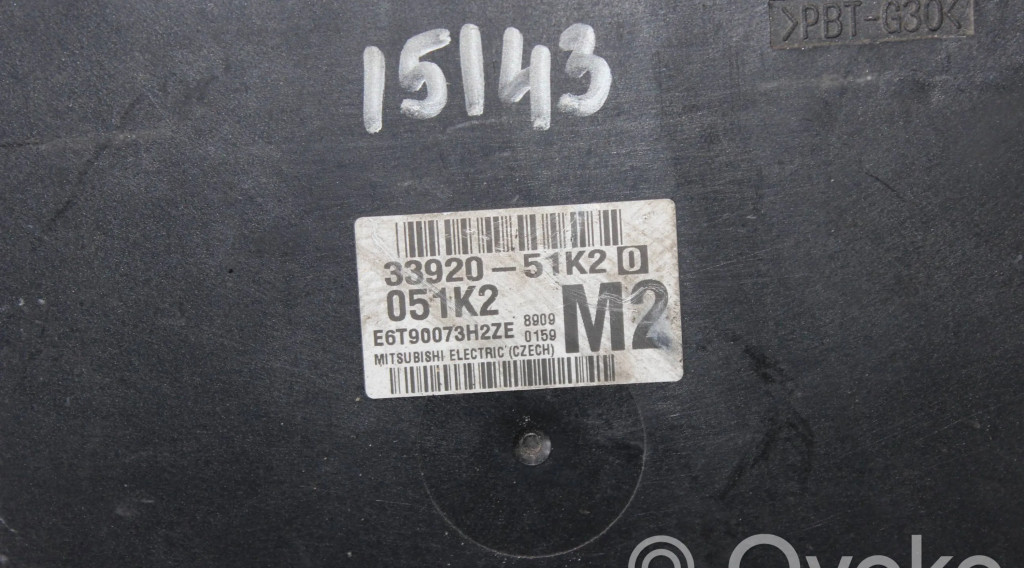 >PBT-G30<
15143
33920-51K2 0
051K2
E6T90073H2ZE 8909 0159
M2
MITSUBISHI ELECTRIC (CZECH)
Ovoko